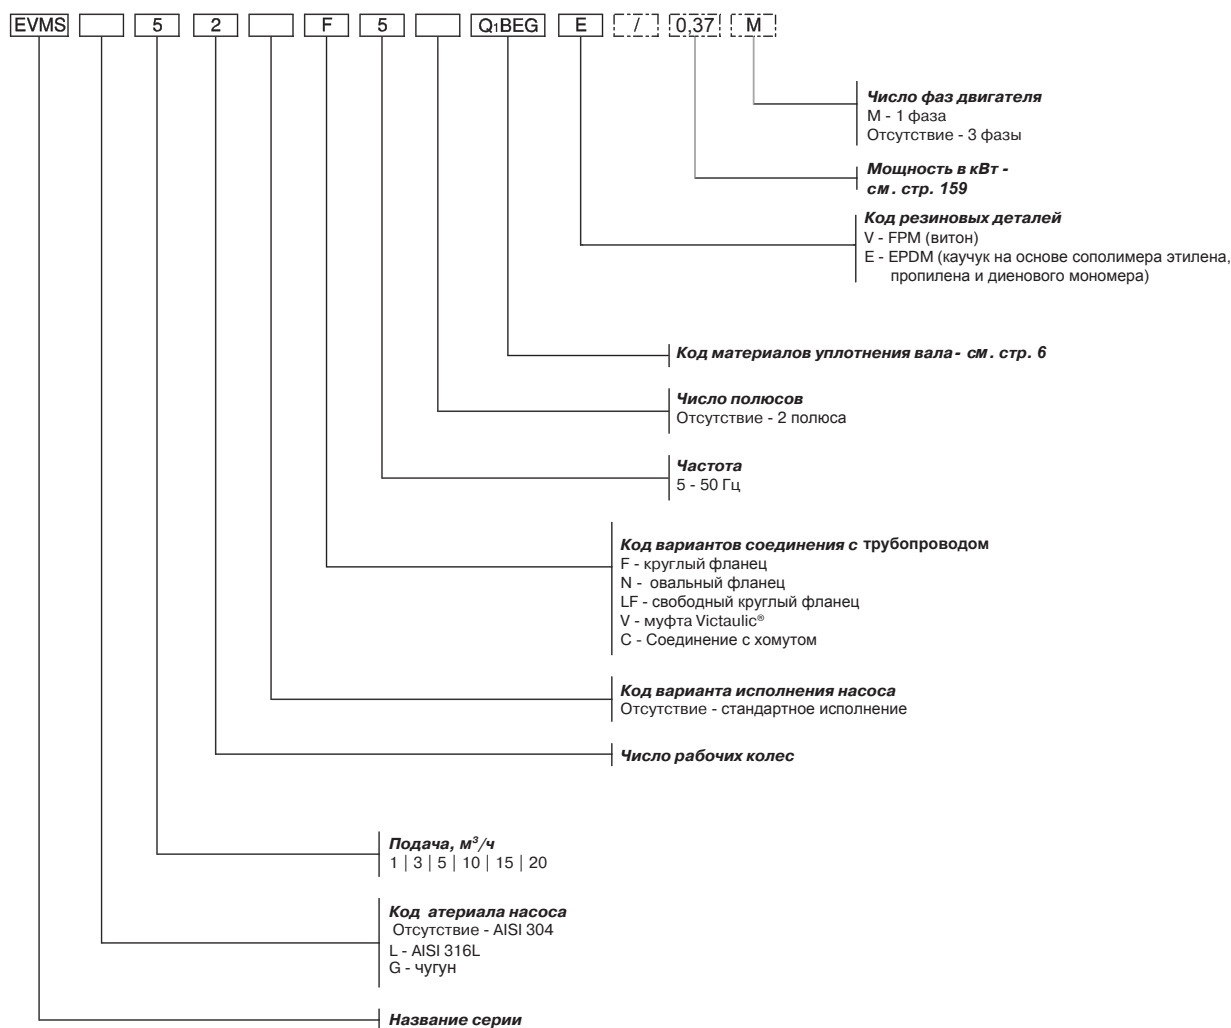 EVMS 5 2 F 5 Q1BEG E / 0,37 M
Число фаз двигателя
M - 1 фаза
Отсутствие - 3 фазы
Мощность в кВт -
см. стр. 159
Код резиновых деталей
V - FPM (витон)
E - EPDM (каучук на основе сополимера этилена,
пропилена и диенового мономера)
Код материалов уплотнения вала - см. стр. 6
Число полюсов
Отсутствие - 2 полюса
Частота
5 - 50 Гц
Код вариантов соединения с трубопроводом
F - круглый фланец
N - овальный фланец
LF - свободный круглый фланец
V - муфта Victaulic®
C - Соединение с хомутом
Код варианта исполнения насоса
Отсутствие - стандартное исполнение
Число рабочих колес
Подача, м³/ч
1 | 3 | 5 | 10 | 15 | 20
Код атериала насоса
Отсутствие - AISI 304
L - AISI 316L
G - чугун
Название серии